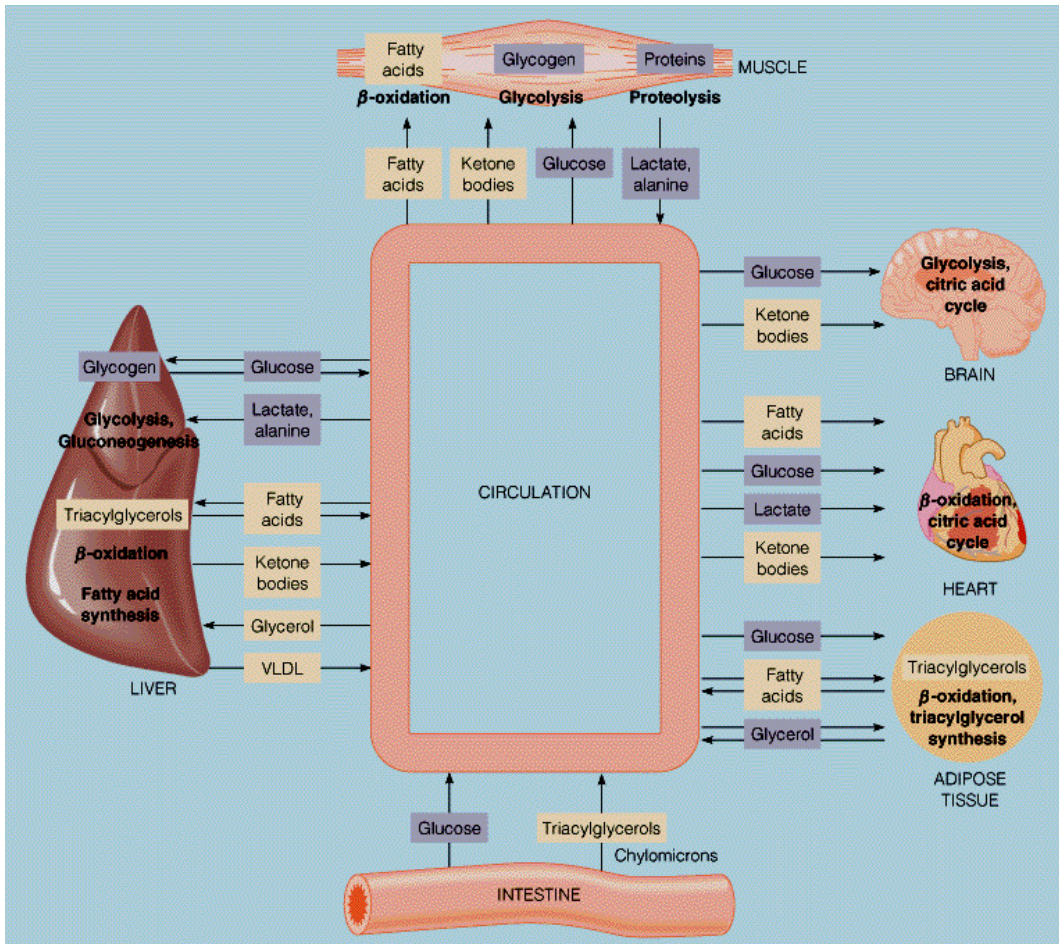 Fatty
acids
Glycogen
Proteins
MUSCLE
β-oxidation
Glycolysis
Proteolysis
Fatty
acids
Ketone
bodies
Glucose
Lactate,
alanine
Glucose
Ketone
bodies
Glycolysis,
citric acid
cycle
BRAIN
Glycogen
Glucose
Lactate,
alanine
Glycolysis,
Gluconeogenesis
Triacylglycerols
Fatty
acids
β-oxidation
Ketone
bodies
Fatty acid
synthesis
Glycerol
VLDL
LIVER
CIRCULATION
Fatty
acids
Glucose
Lactate
Ketone
bodies
β-oxidation,
citric acid
cycle
HEART
Glucose
Fatty
acids
Glycerol
Triacylglycerols
β-oxidation,
triacylglycerol
synthesis
ADIPOSE
TISSUE
Glucose
Triacylglycerols
Chylomicrons
INTESTINE